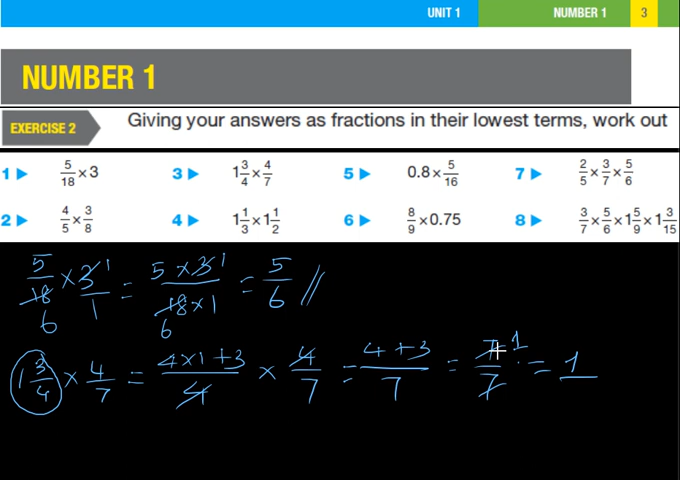 UNIT 1 NUMBER 1 3
NUMBER 1
EXERCISE 2 Giving your answers as fractions in their lowest terms, work out
1 ▶ 5/18 × 3 3 ▶ 1 3/4 × 4/7 5 ▶ 0.8 × 5/16 7 ▶ 2/5 × 3/7 × 5/6
2 ▶ 4/5 × 3/8 4 ▶ 1 1/3 × 1 1/2 6 ▶ 8/9 × 0.75 8 ▶ 3/7 × 5/6 × 1 5/9 × 1 3/15
5/18 6 × 3 1/1 = 5 × 3 1/18 × 1 6 = 5/6 //
1 3/4 × 4/7 = 4×1+3/4 × 4/7 = 4+3/7 = 7 1/7 = 1